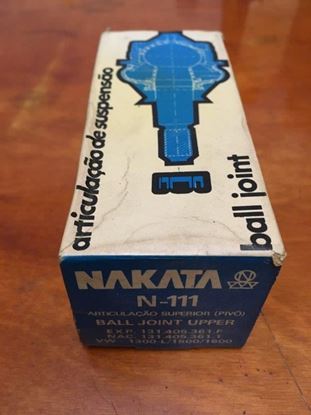 articulação de suspensão
ball joint
NAKATA
N-111
ARTICULAÇÃO SUPERIOR (PIVÔ)
BALL JOINT UPPER
EXP. 131.405.361.F
NAC. 131.405.361.1
VW 1300-L/1500/1600